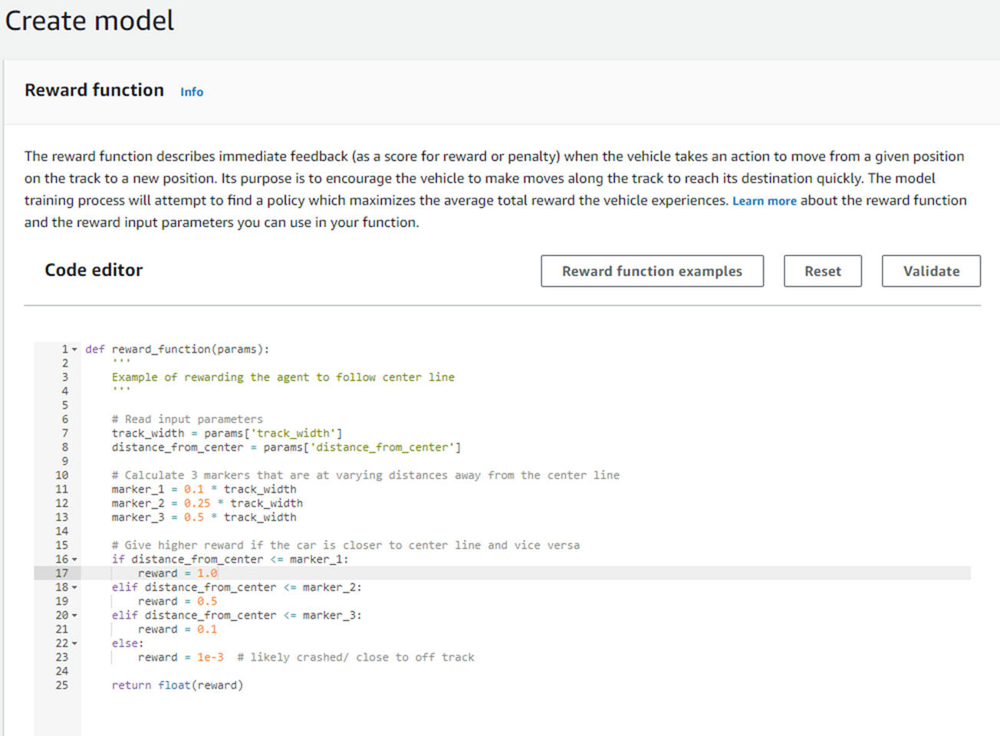 Create model
Reward function Info
The reward function describes immediate feedback (as a score for reward or penalty) when the vehicle takes an action to move from a given position
on the track to a new position. Its purpose is to encourage the vehicle to make moves along the track to reach its destination quickly. The model
training process will attempt to find a policy which maximizes the average total reward the vehicle experiences. Learn more about the reward function
and the reward input parameters you can use in your function.
Code editor Reward function examples Reset Validate
1 def reward_function(params):
2     '''
3     Example of rewarding the agent to follow center line
4     '''
5
6     # Read input parameters
7     track_width = params['track_width']
8     distance_from_center = params['distance_from_center']
9
10     # Calculate 3 markers that are at varying distances away from the center line
11     marker_1 = 0.1 * track_width
12     marker_2 = 0.25 * track_width
13     marker_3 = 0.5 * track_width
14
15     # Give higher reward if the car is closer to center line and vice versa
16     if distance_from_center <= marker_1:
17         reward = 1.0
18     elif distance_from_center <= marker_2:
19         reward = 0.5
20     elif distance_from_center <= marker_3:
21         reward = 0.1
22     else:
23         reward = 1e-3  # likely crashed/ close to off track
24
25     return float(reward)